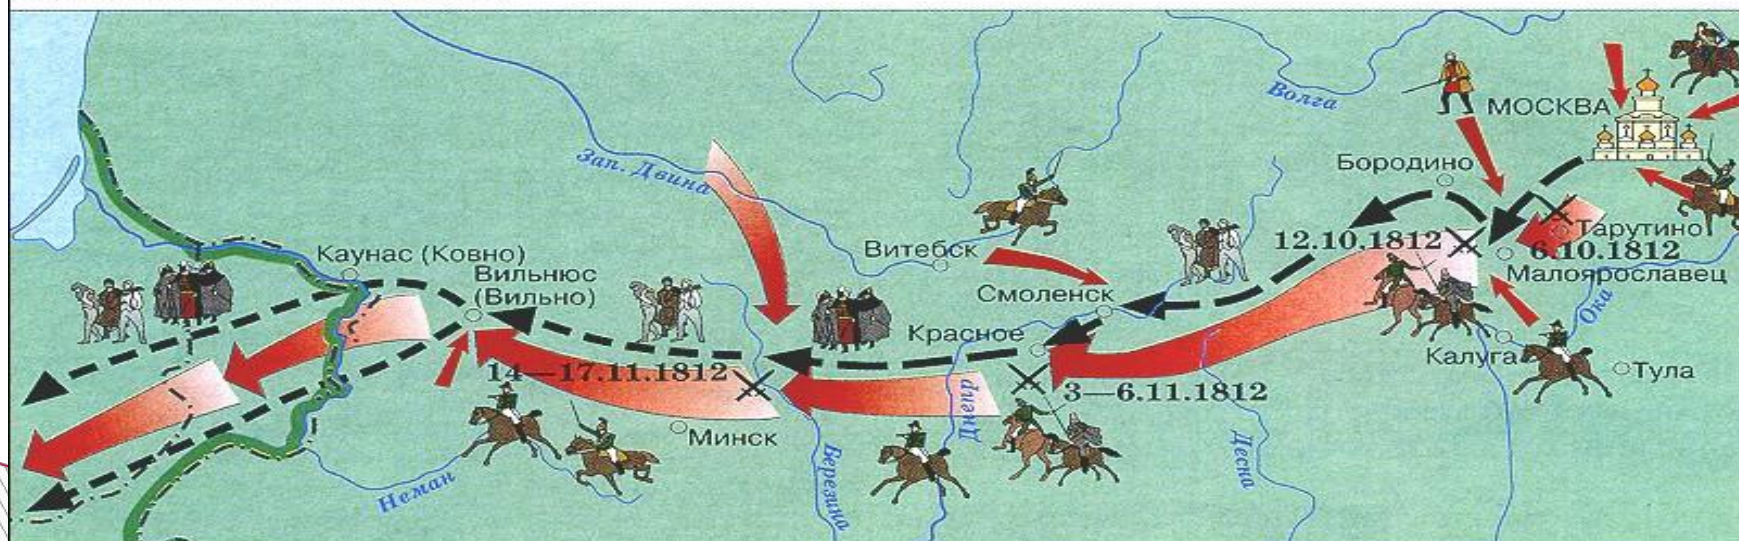 Волга
МОСКВА
Бородино
Зап. Двина
Тарутино
12.10.1812
6.10.1812
Витебск
Малоярославец
Каунас (Ковно)
Вильнюс
(Вильно)
Смоленск
Ока
Красное
Калуга
Тула
14—17.11.1812
3—6.11.1812
Днепр
Минск
Березина
Десна
Неман